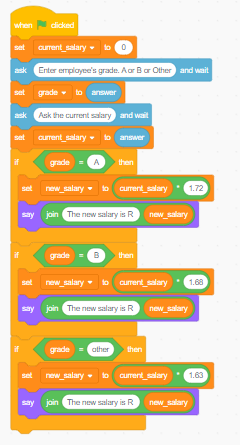 when clicked
set current_salary to 0
ask Enter employee's grade. A or B or Other and wait
set grade to answer
ask Ask the current salary and wait
set current_salary to answer
if grade = A then
set new_salary to current_salary * 1.72
say join The new salary is R new_salary
if grade = B then
set new_salary to current_salary * 1.68
say join The new salary is R new_salary
if grade = other then
set new_salary to current_salary * 1.63
say join The new salary is R new_salary